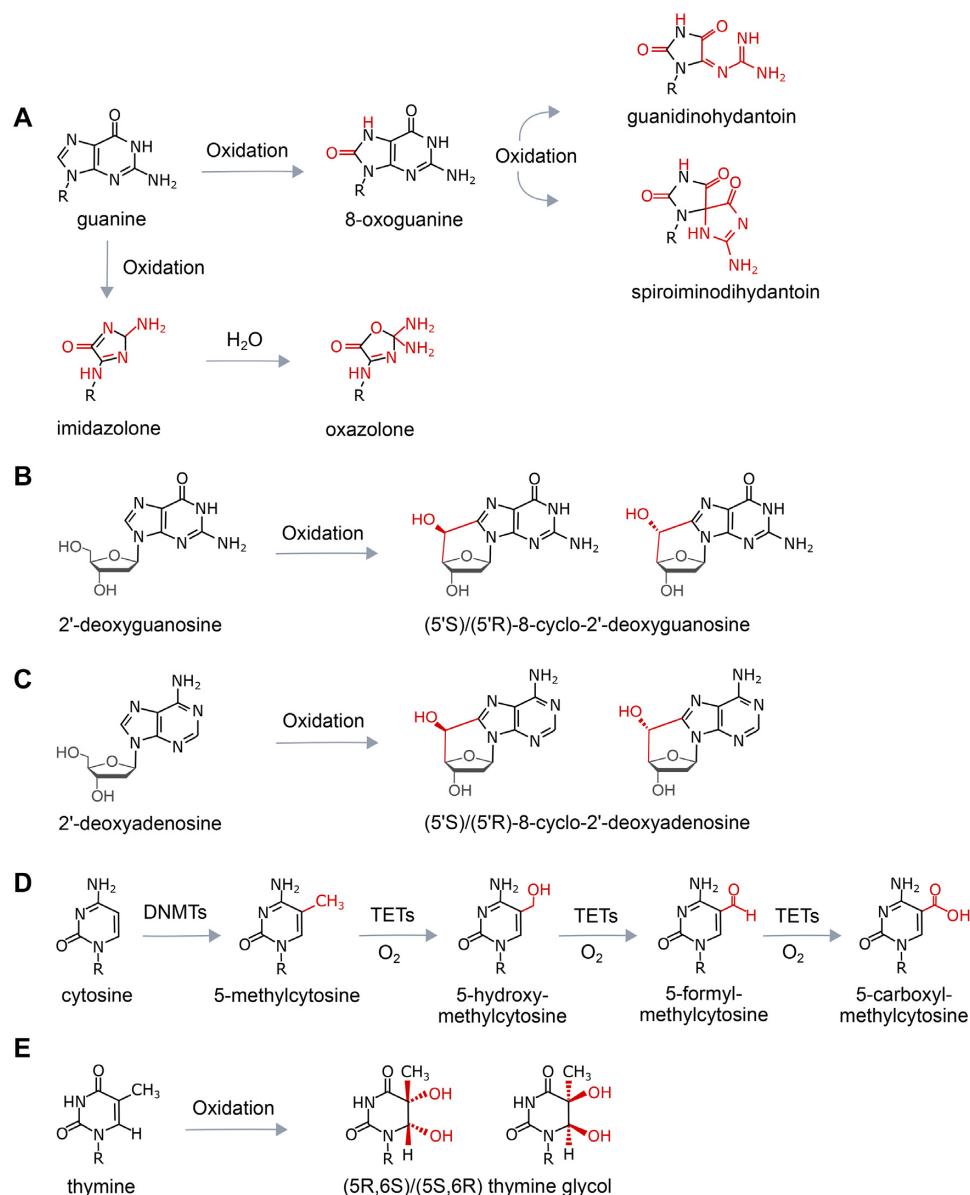 A
guanine
Oxidation
8-oxoguanine
Oxidation
guanidinohydantoin
spiroiminodihydantoin
Oxidation
imidazolone
H₂O
oxazolone
B
2'-deoxyguanosine
Oxidation
(5'S)/(5'R)-8-cyclo-2'-deoxyguanosine
C
2'-deoxyadenosine
Oxidation
(5'S)/(5'R)-8-cyclo-2'-deoxyadenosine
D
cytosine
DNMTs
5-methylcytosine
TETs
O₂
5-hydroxy-
methylcytosine
TETs
O₂
5-formyl-
methylcytosine
TETs
O₂
5-carboxyl-
methylcytosine
E
thymine
Oxidation
(5R,6S)/(5S,6R) thymine glycol